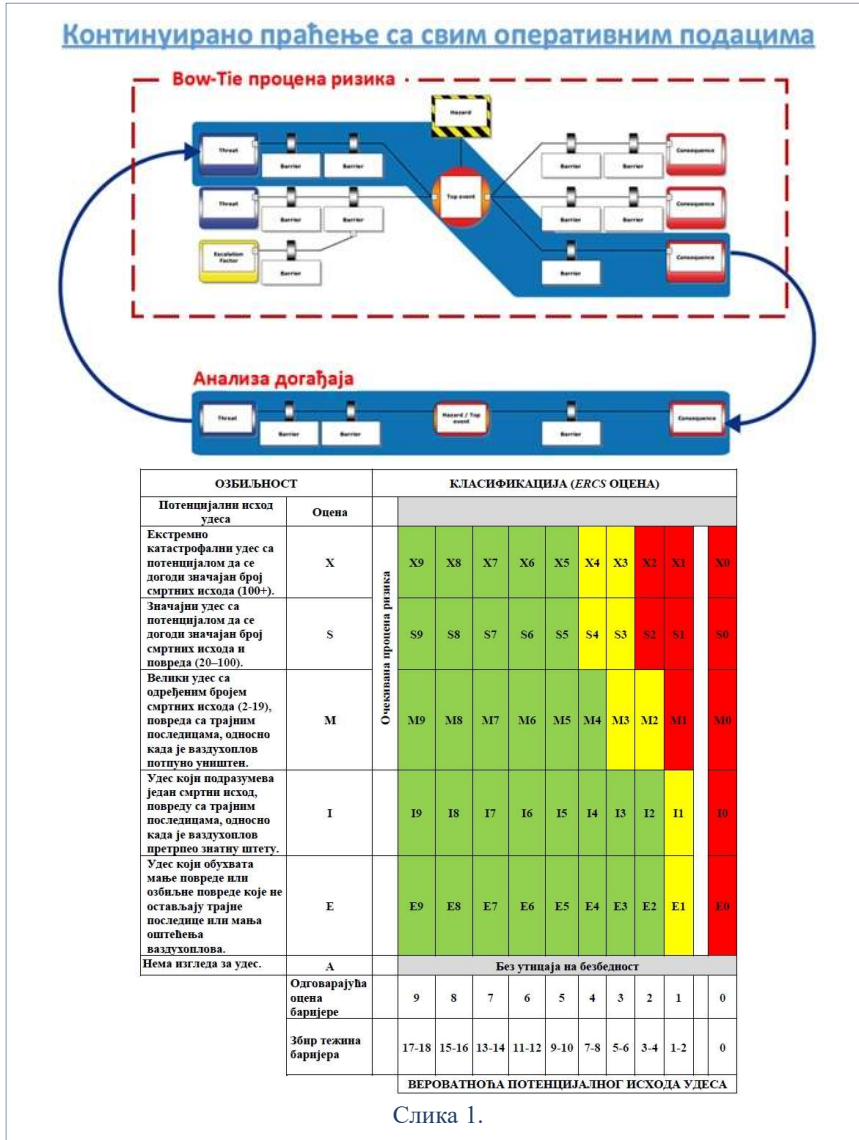 Континуирано праћење са свим оперативним подацима
Bow-Tie процена ризика
Hazard
Threat
Barrier
Barrier
Top event
Barrier
Barrier
Consequence
Threat
Barrier
Barrier
Barrier
Barrier
Consequence
Escalation
Factor
Barrier
Barrier
Consequence
Анализа догађаја
Threat
Barrier
Barrier
Hazard / Top
event
Barrier
Consequence
ОЗБИЉНОСТ
КЛАСИФИКАЦИЈА (ERCS ОЦЕНА)
Потенцијални исход
удеса
Оцена
Очекивана процена ризика
Екстремно
катастрофални удес са
потенцијалом да се
догоди значајан број
смртних исхода (100+).
X
X9 X8 X7 X6 X5 X4 X3 X2 X1 X0
Значајни удес са
потенцијалом да се
догоди значајан број
смртних исхода и
повреда (20–100).
S
S9 S8 S7 S6 S5 S4 S3 S2 S1 S0
Велики удес са
одређеним бројем
смртних исхода (2-19),
повреда са трајним
последицама, односно
када је ваздухоплов
потпуно уништен.
M
M9 M8 M7 M6 M5 M4 M3 M2 M1 M0
Удес који подразумева
један смртни исход,
повреду са трајним
последицама, односно
када је ваздухоплов
претрпео знатну штету.
I
I9 I8 I7 I6 I5 I4 I3 I2 I1 I0
Удес који обухвата
мање повреде или
озбиљне повреде које не
остављају трајне
последице или мања
оштећења
ваздухоплова.
E
E9 E8 E7 E6 E5 E4 E3 E2 E1 E0
Нема изгледа за удес.
A
Без утицаја на безбедност
Одговарајућа
оцена
баријере
9 8 7 6 5 4 3 2 1 0
Збир тежина
баријера
17-18 15-16 13-14 11-12 9-10 7-8 5-6 3-4 1-2 0
ВЕРОВАТНОЋА ПОТЕНЦИЈАЛНОГ ИСХОДА УДЕСА
Слика 1.